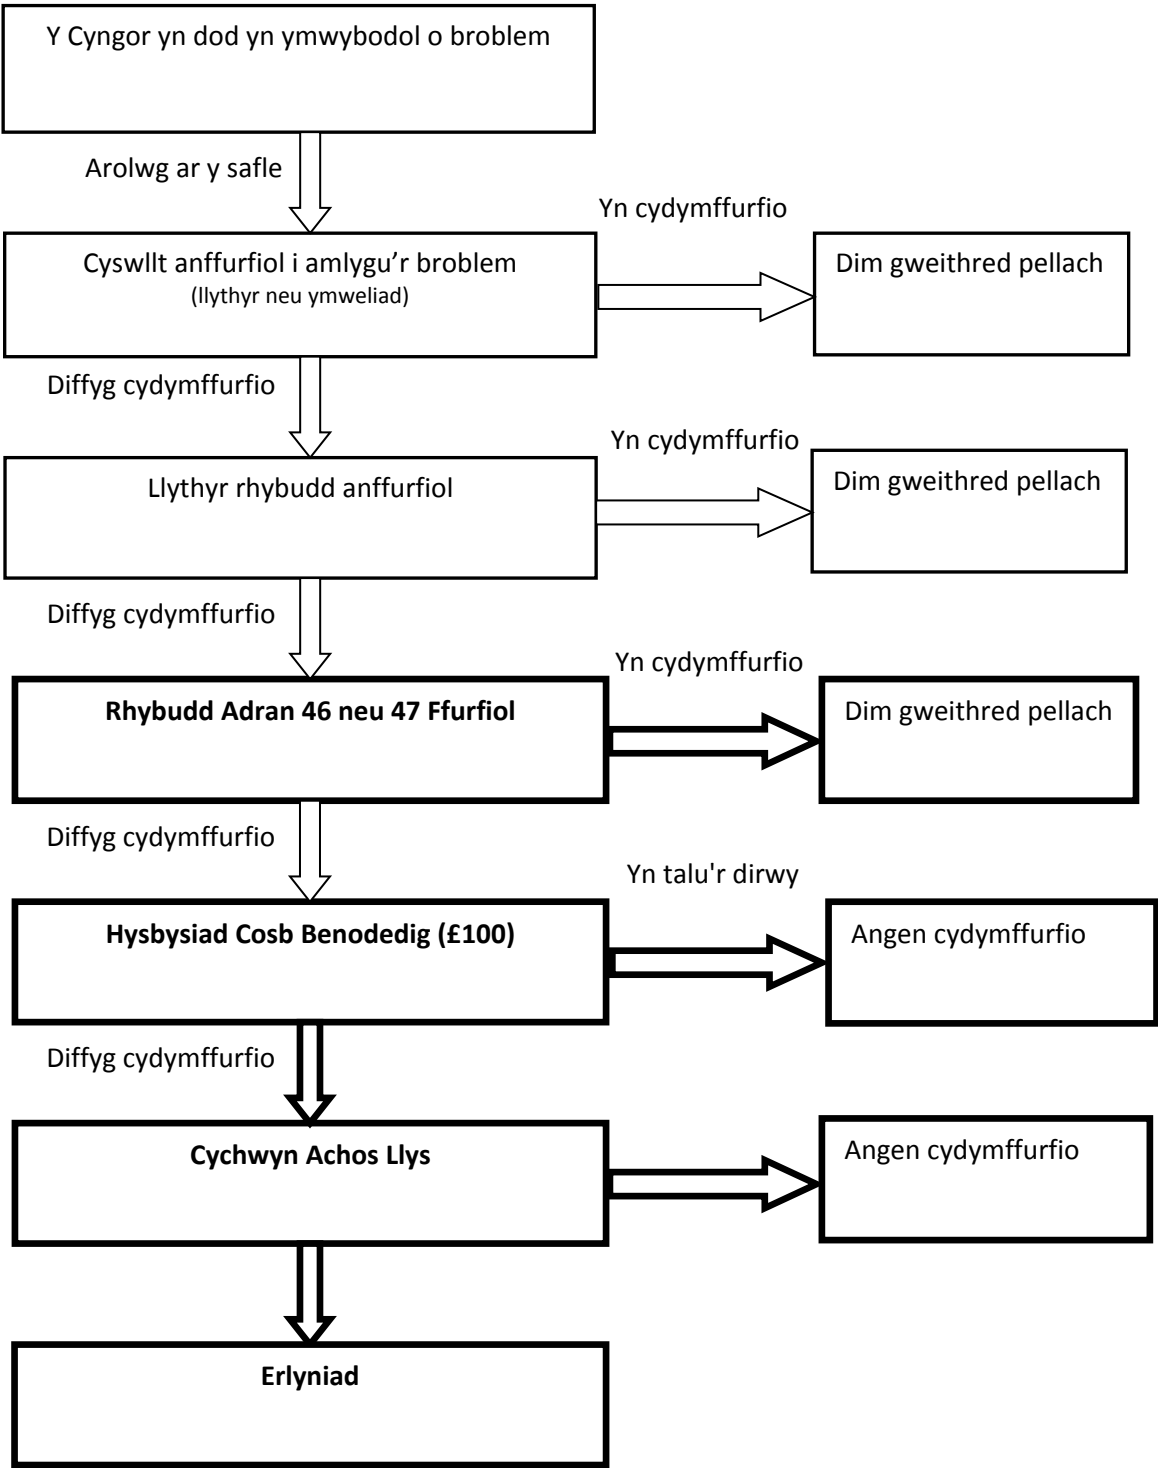 Y Cyngor yn dod yn ymwybodol o broblem
Arolwg ar y safle
Yn cydymffurfio
Cyswllt anffurfiol i amlygu’r broblem
(llythyr neu ymweliad)
Dim gweithred pellach
Diffyg cydymffurfio
Yn cydymffurfio
Llythyr rhybudd anffurfiol
Dim gweithred pellach
Diffyg cydymffurfio
Yn cydymffurfio
Rhybudd Adran 46 neu 47 Ffurfiol
Dim gweithred pellach
Diffyg cydymffurfio
Yn talu'r dirwy
Hysbysiad Cosb Benodedig (£100)
Angen cydymffurfio
Diffyg cydymffurfio
Cychwyn Achos Llys
Angen cydymffurfio
Erlyniad